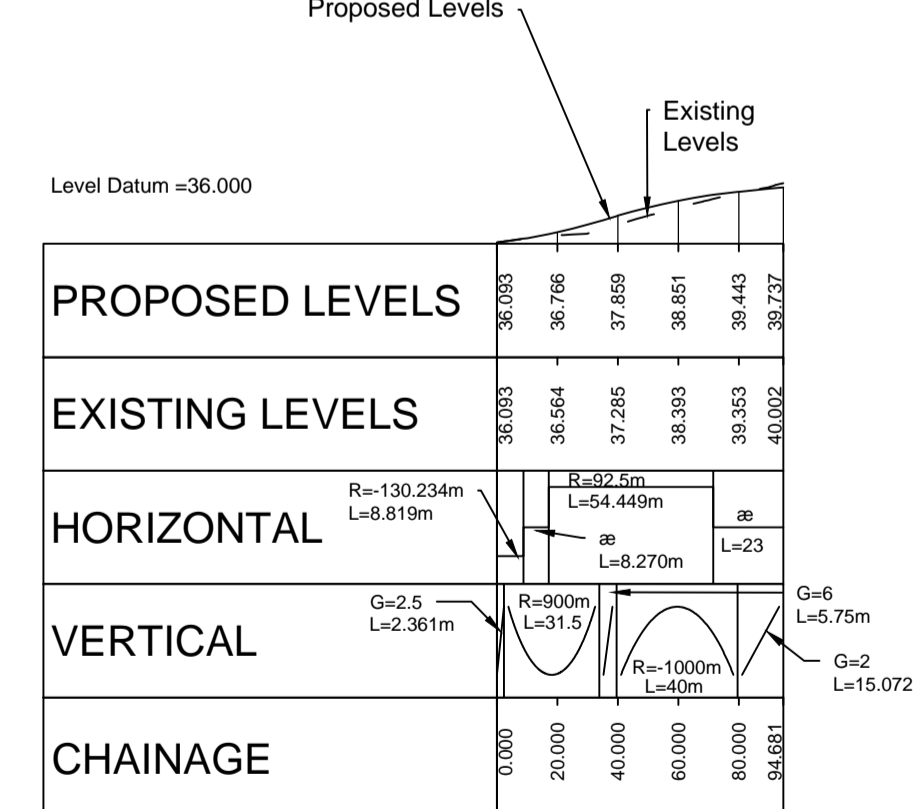 Proposed Levels
Existing
Levels
Level Datum =36.000
PROPOSED LEVELS
36.093
36.766
37.859
38.851
39.443
39.737
EXISTING LEVELS
36.093
36.564
37.285
38.393
39.353
40.002
HORIZONTAL
R=-130.234m
L=8.819m
R=92.5m
L=54.449m
æ
L=8.270m
æ
L=23
VERTICAL
G=2.5
L=2.361m
R=900m
L=31.5
R=-1000m
L=40m
G=6
L=5.75m
G=2
L=15.072
CHAINAGE
0.000
20.000
40.000
60.000
80.000
94.681